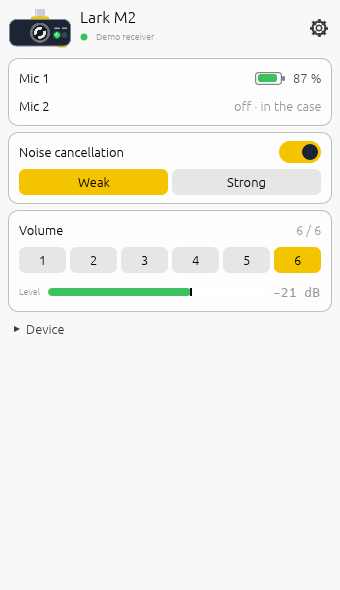 Lark M2
Demo receiver
Mic 1 87 %
Mic 2 off · in the case
Noise cancellation
Weak Strong
Volume 6 / 6
1 2 3 4 5 6
Level -21 dB
Device